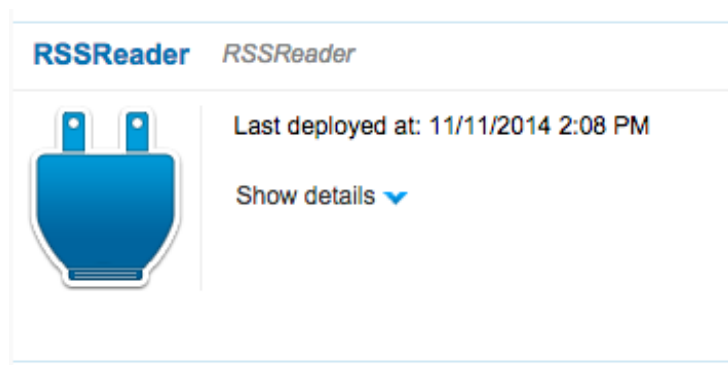 RSSReader RSSReader
Last deployed at: 11/11/2014 2:08 PM
Show details